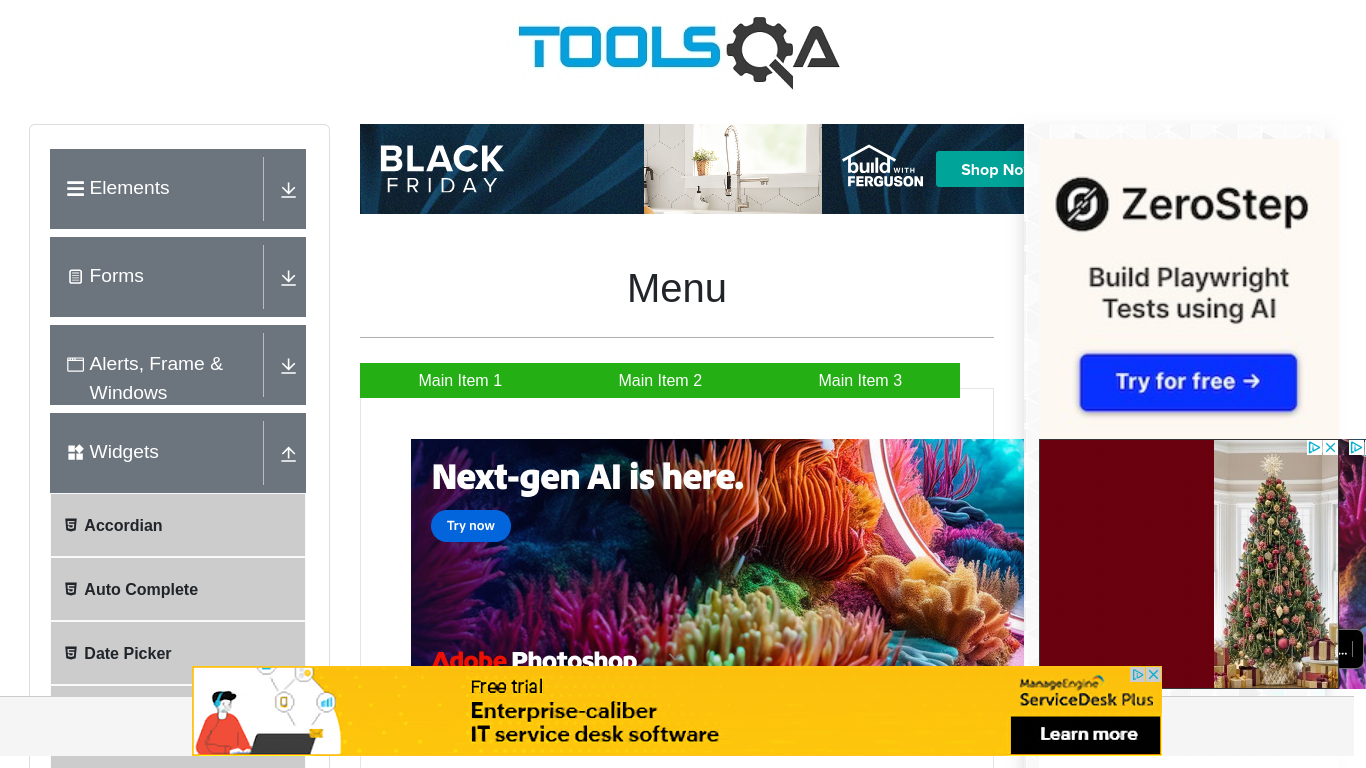 TOOLSQA
Elements
Forms
Alerts, Frame &
Windows
Widgets
Accordian
Auto Complete
Date Picker
BLACK
FRIDAY
build WITH
FERGUSON
Shop No
Menu
Main Item 1
Main Item 2
Main Item 3
Next-gen AI is here.
Try now
Adobe Photoshop
ZeroStep
Build Playwright
Tests using AI
Try for free →
...
Free trial
Enterprise-caliber
IT service desk software
ManageEngine
ServiceDesk Plus
Learn more